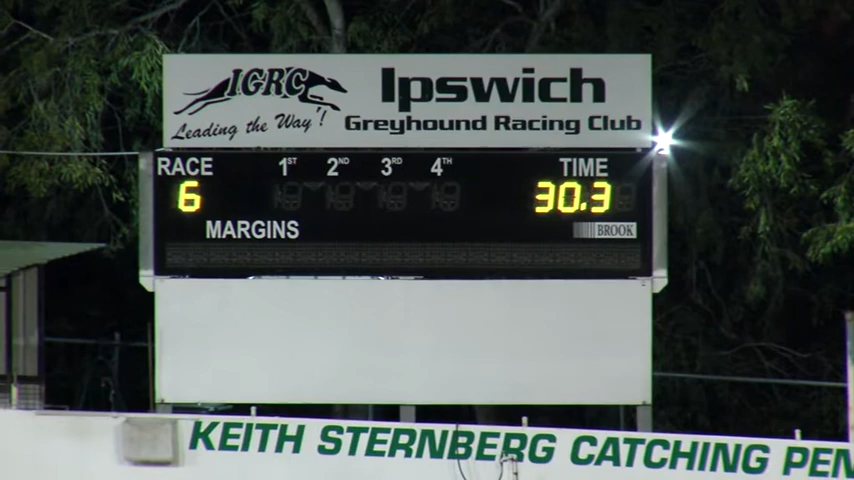 IGRC
Leading the Way!
Ipswich
Greyhound Racing Club
RACE 1ST 2ND 3RD 4TH TIME
6 30.3
MARGINS
BROOK
KEITH STERNBERG CATCHING PEN